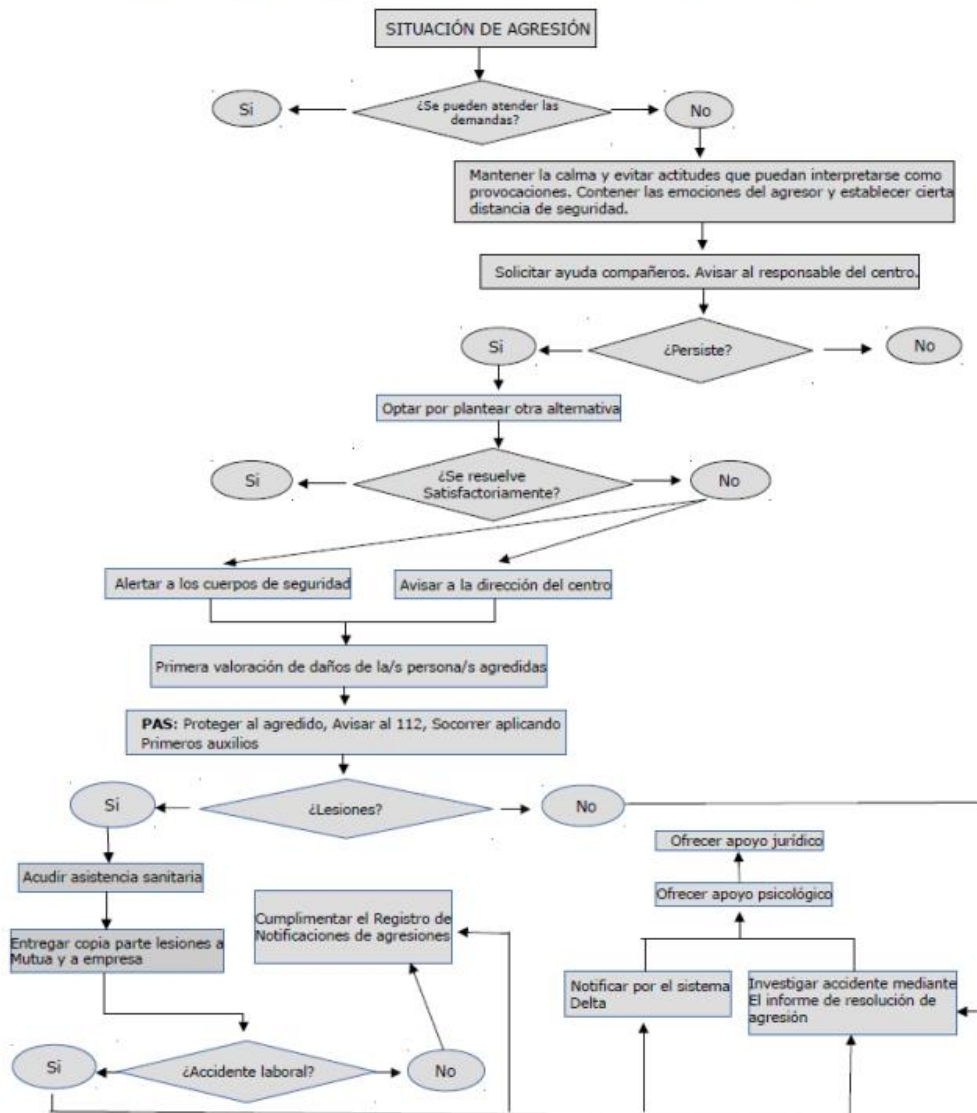 SITUACIÓN DE AGRESIÓN
¿Se pueden atender las
demandas?
Si
No
Mantener la calma y evitar actitudes que puedan interpretarse como
provocaciones. Contener las emociones del agresor y establecer cierta
distancia de seguridad.
Solicitar ayuda compañeros. Avisar al responsable del centro.
Si
¿Persiste?
No
Optar por plantear otra alternativa
Si
¿Se resuelve
Satisfactoriamente?
No
Alertar a los cuerpos de seguridad
Avisar a la dirección del centro
Primera valoración de daños de la/s persona/s agredidas
PAS: Proteger al agredido, Avisar al 112, Socorrer aplicando
Primeros auxilios
Si
¿Lesiones?
No
Acudir asistencia sanitaria
Entregar copia parte lesiones a
Mutua y a empresa
Cumplimentar el Registro de
Notificaciones de agresiones
Ofrecer apoyo jurídico
Ofrecer apoyo psicológico
Notificar por el sistema
Delta
Investigar accidente mediante
El informe de resolución de
agresión
Si
¿Accidente laboral?
No